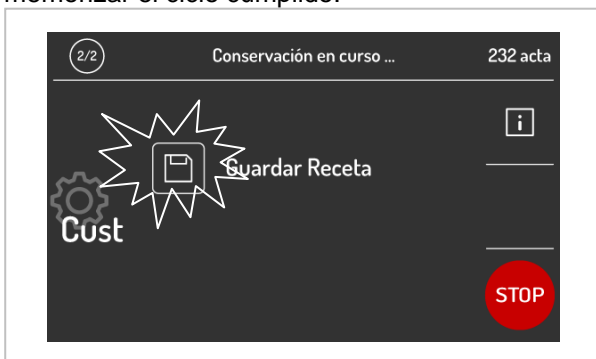 memorizar el ciclo cumplido.
2/2 Conservación en curso ... 232 acta
i
Guardar Receta
Cust
STOP